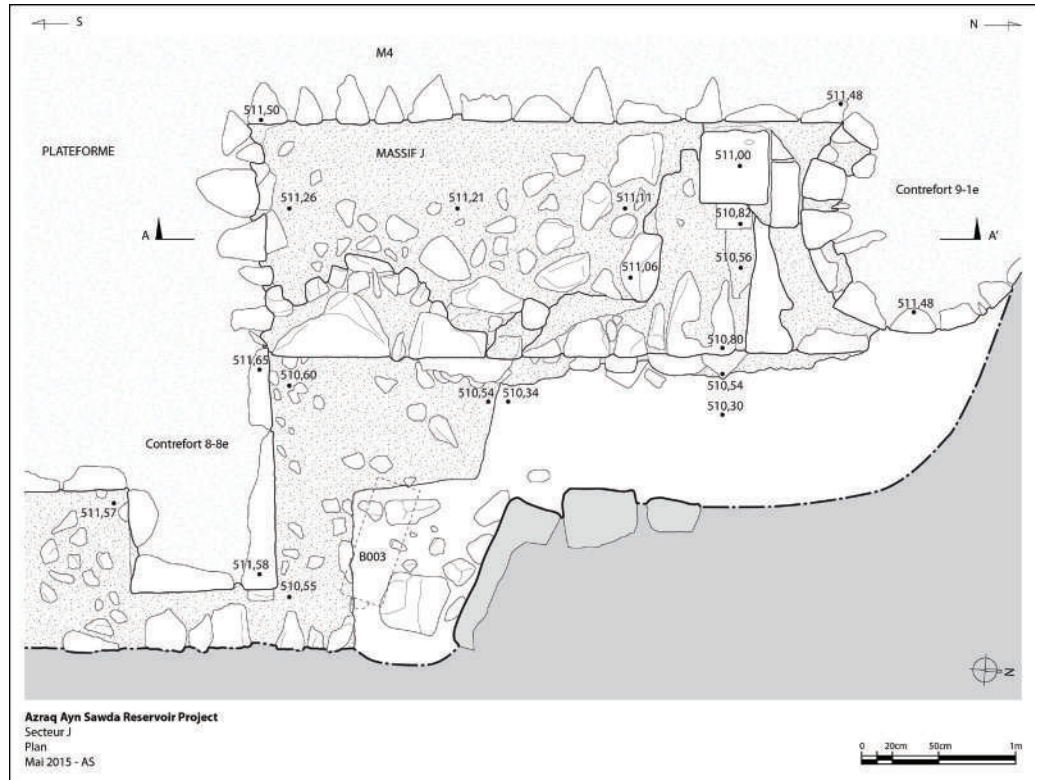 S
N
M4
511,48
511,50
PLATEFORME
MASSIF J
511,00
511,26
511,21
511,11
Contrefort 9-1e
510,82
A
A'
510,56
511,06
511,48
510,80
511,65
510,60
510,54
510,54
510,34
510,30
Contrefort 8-8e
511,57
B003
511,58
510,55
N
Azraq Ayn Sawda Reservoir Project
Secteur J
Plan
Mai 2015 - AS
0 20cm 50cm 1m